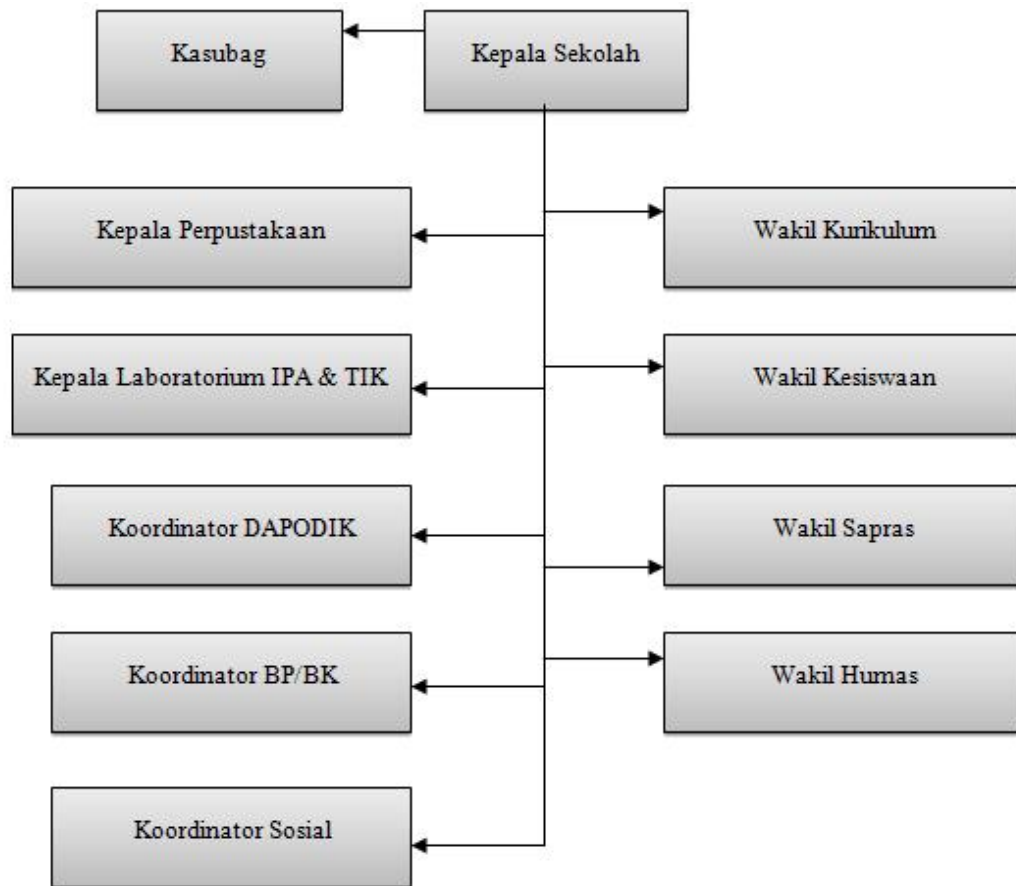 Kasubag
Kepala Sekolah
Kepala Perpustakaan
Wakil Kurikulum
Kepala Laboratorium IPA & TIK
Wakil Kesiswaan
Koordinator DAPODIK
Wakil Sapras
Koordinator BP/BK
Wakil Humas
Koordinator Sosial